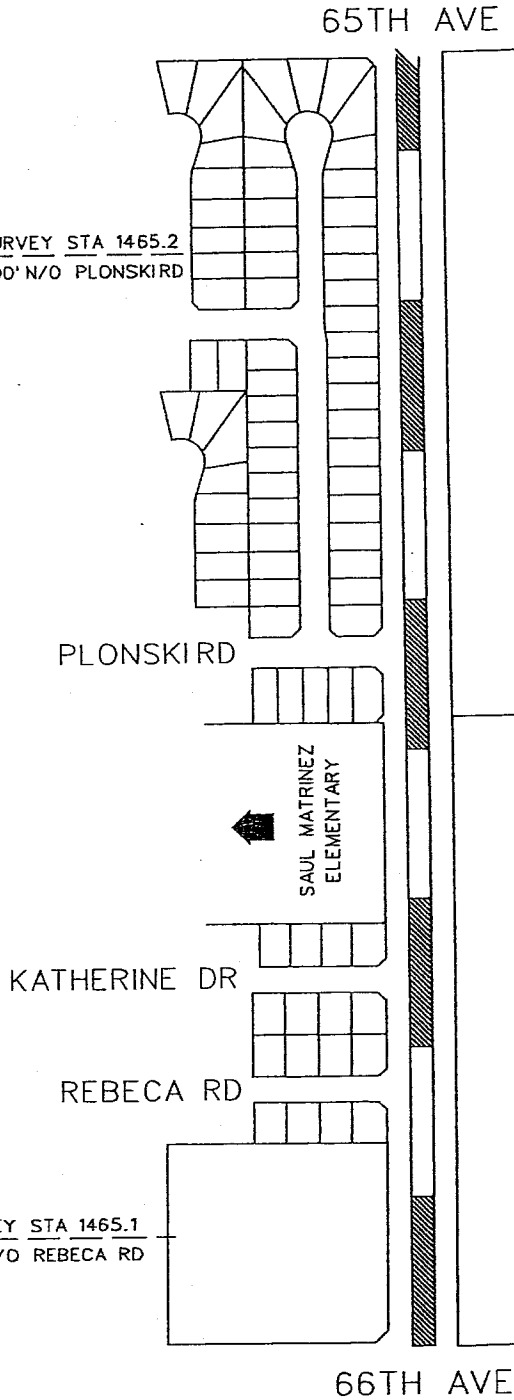 65TH AVE
URVEY STA 1465.2
00' N/O PLONSKIRD
PLONSKIRD
SAUL MATRINEZ
ELEMENTARY
KATHERINE DR
REBECA RD
EY STA 1465.1
/O REBECA RD
66TH AVE